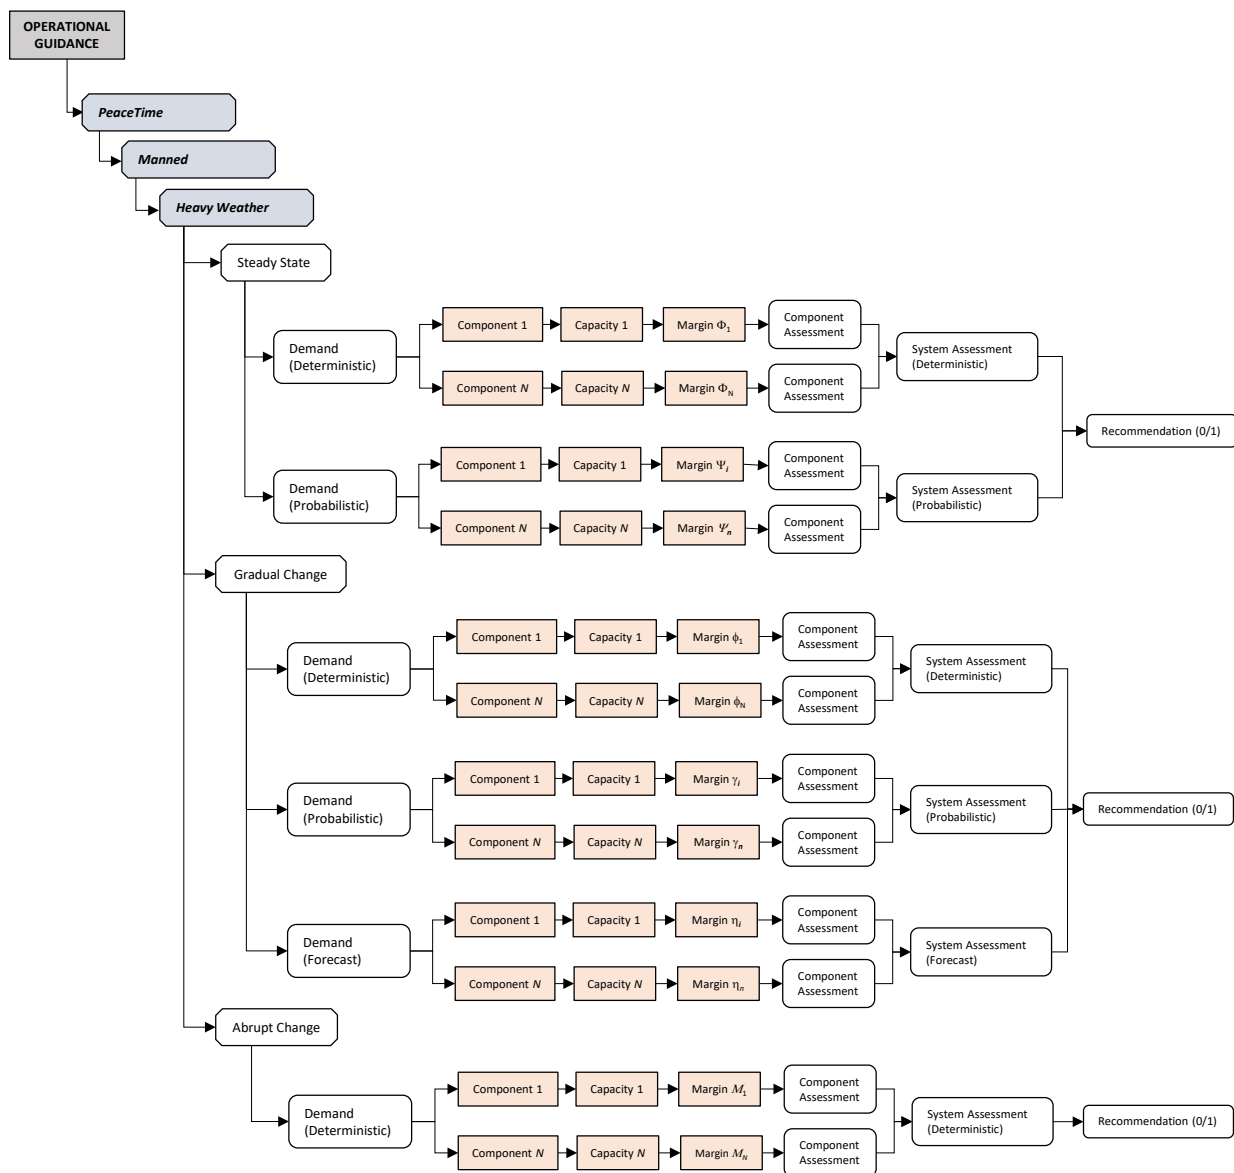 OPERATIONAL
GUIDANCE
PeaceTime
Manned
Heavy Weather
Steady State
Demand
(Deterministic)
Component 1
Capacity 1
Margin Φ₁
Component
Assessment
Component N
Capacity N
Margin Φ_N
Component
Assessment
System Assessment
(Deterministic)
Demand
(Probabilistic)
Component 1
Capacity 1
Margin Ψᵢ
Component
Assessment
Component N
Capacity N
Margin Ψₙ
Component
Assessment
System Assessment
(Probabilistic)
Recommendation (0/1)
Gradual Change
Demand
(Deterministic)
Component 1
Capacity 1
Margin ϕ₁
Component
Assessment
Component N
Capacity N
Margin ϕ_N
Component
Assessment
System Assessment
(Deterministic)
Demand
(Probabilistic)
Component 1
Capacity 1
Margin γᵢ
Component
Assessment
Component N
Capacity N
Margin γₙ
Component
Assessment
System Assessment
(Probabilistic)
Demand
(Forecast)
Component 1
Capacity 1
Margin ηᵢ
Component
Assessment
Component N
Capacity N
Margin ηₙ
Component
Assessment
System Assessment
(Forecast)
Recommendation (0/1)
Abrupt Change
Demand
(Deterministic)
Component 1
Capacity 1
Margin M₁
Component
Assessment
Component N
Capacity N
Margin M_N
Component
Assessment
System Assessment
(Deterministic)
Recommendation (0/1)